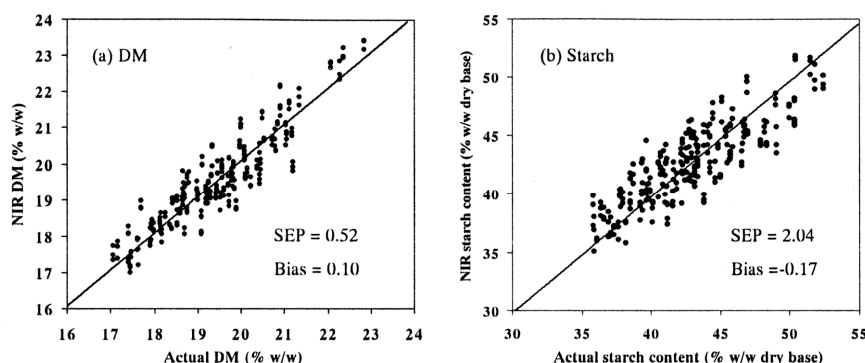 (a) DM
NIR DM (% w/w)
24
23
22
21
20
19
18
17
16
SEP = 0.52
Bias = 0.10
16 17 18 19 20 21 22 23 24
Actual DM (% w/w)
(b) Starch
NIR starch content (% w/w dry base)
55
50
45
40
35
30
SEP = 2.04
Bias =-0.17
30 35 40 45 50 55
Actual starch content (% w/w dry base)